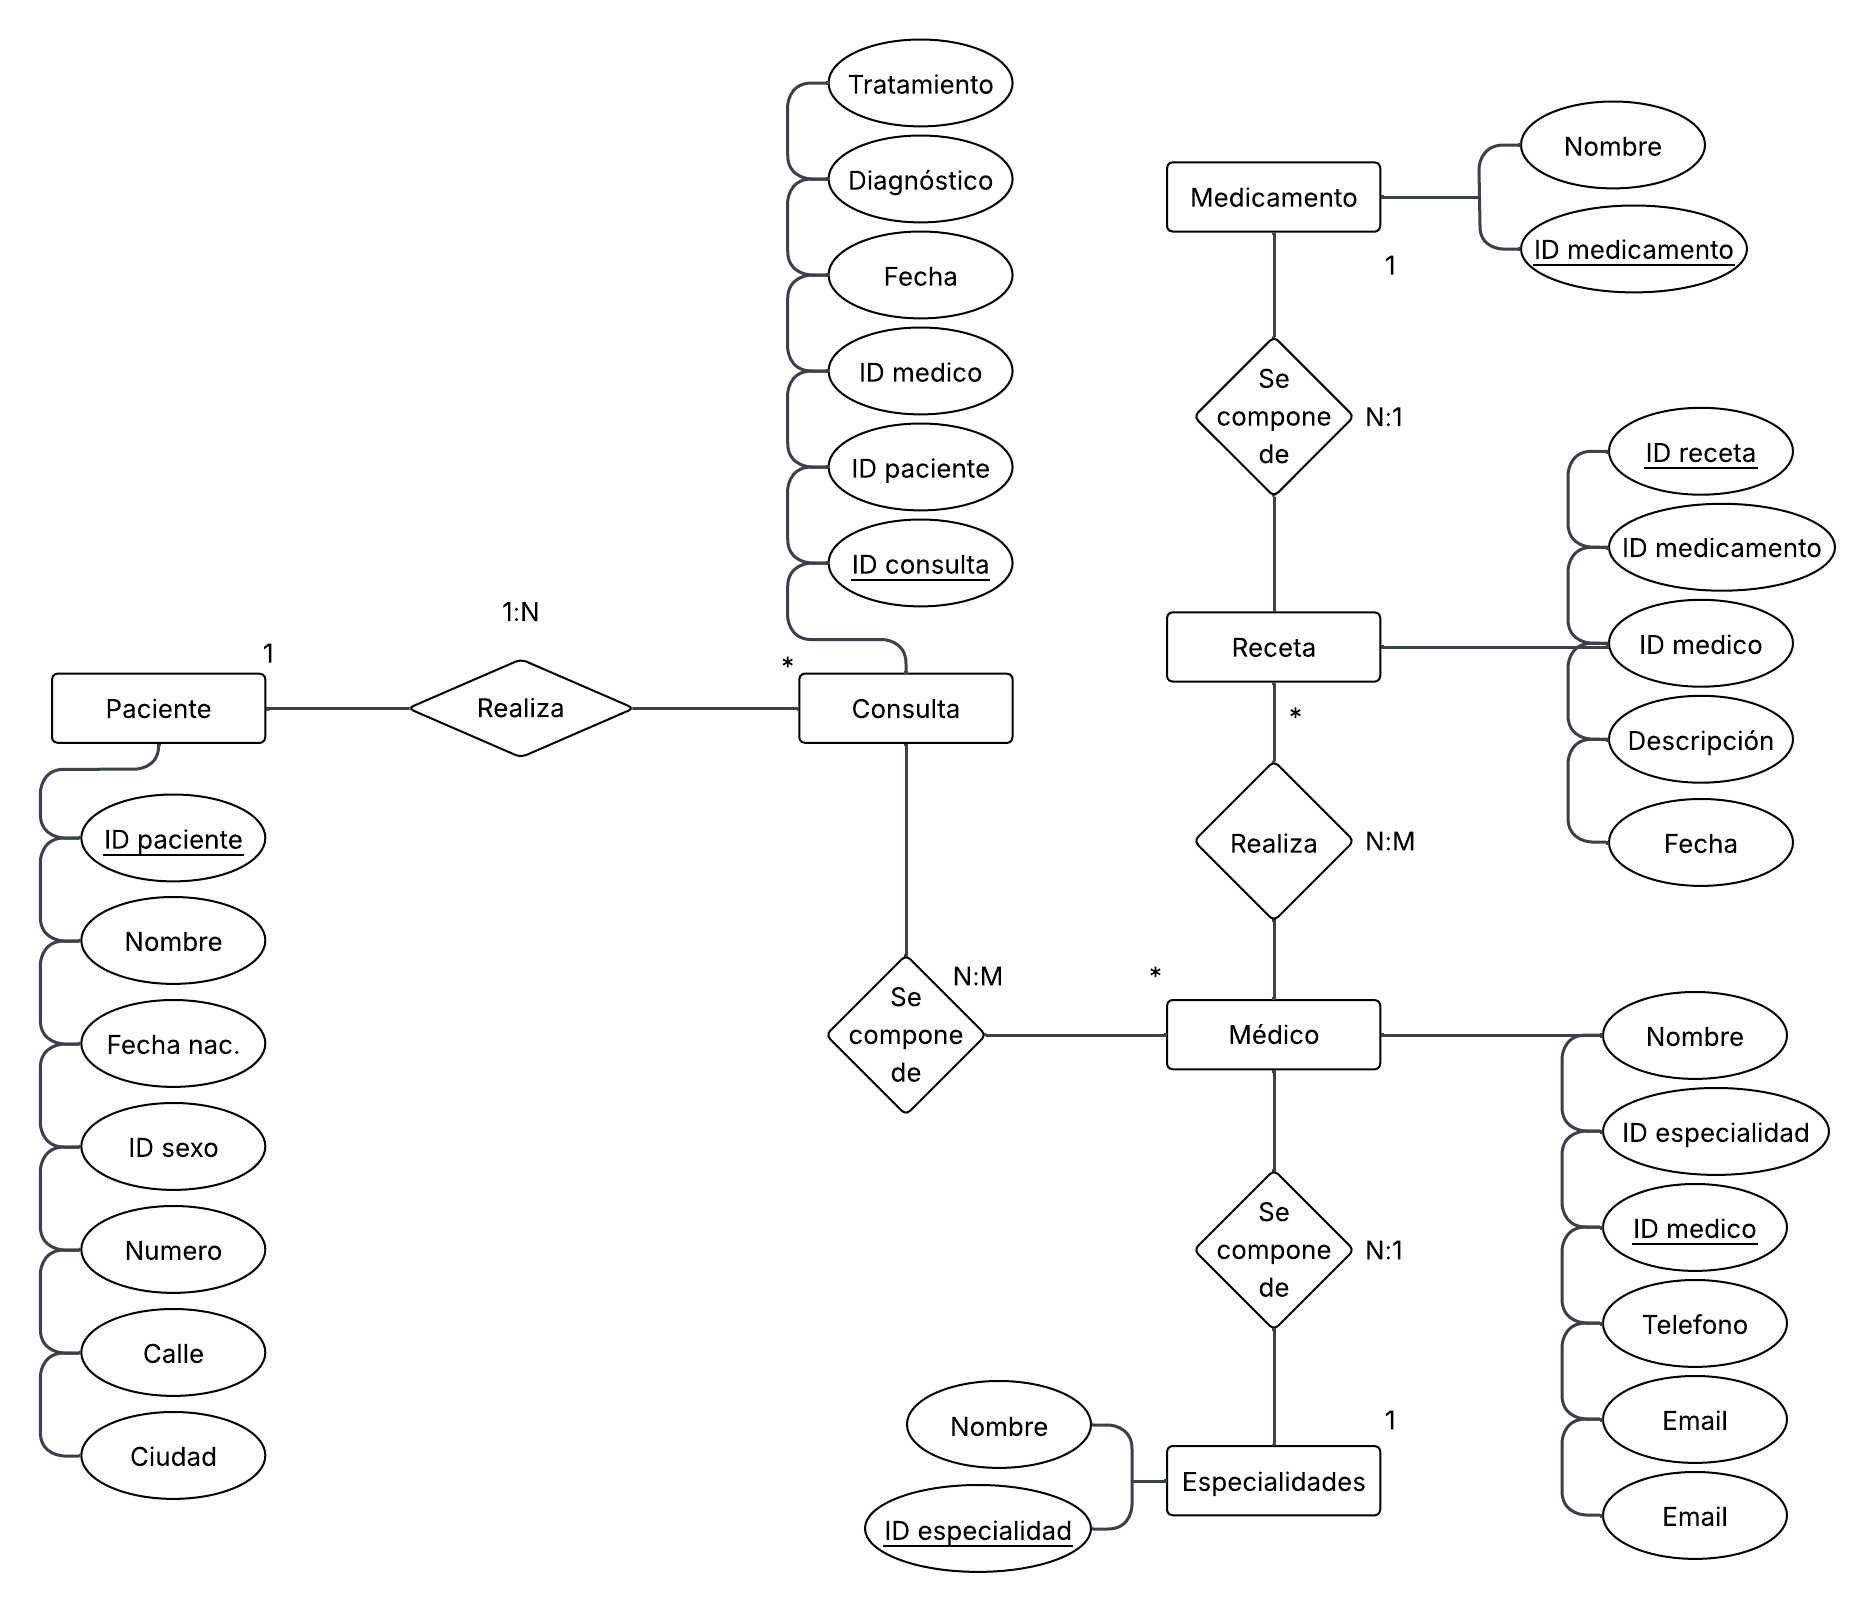 Tratamiento
Diagnóstico
Fecha
ID medico
ID paciente
ID consulta
Medicamento
Nombre
ID medicamento
1
Se
compone
de
N:1
ID receta
ID medicamento
ID medico
Descripción
Fecha
Receta
*
Realiza
N:M
1:N
1
*
Paciente
Realiza
Consulta
ID paciente
Nombre
Fecha nac.
ID sexo
Numero
Calle
Ciudad
Se
compone
de
N:M
*
Médico
Nombre
ID especialidad
ID medico
Telefono
Email
Email
Se
compone
de
N:1
1
Especialidades
Nombre
ID especialidad